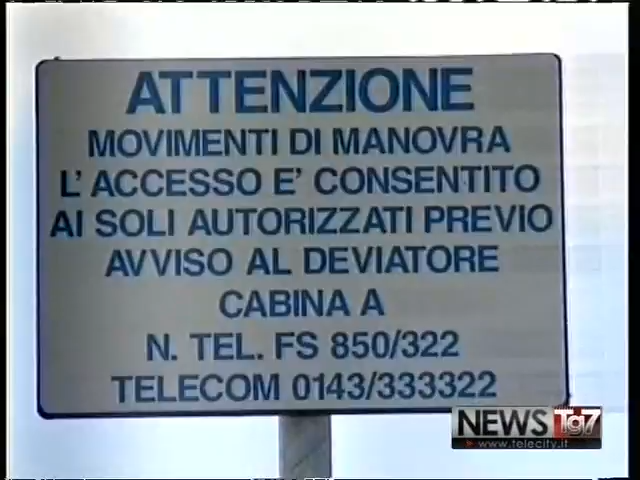 ATTENZIONE
MOVIMENTI DI MANOVRA
L' ACCESSO E' CONSENTITO
AI SOLI AUTORIZZATI PREVIO
AVVISO AL DEVIATORE
CABINA A
N. TEL. FS 850/322
TELECOM 0143/333322
NEWS Tg7
www.telecity.it